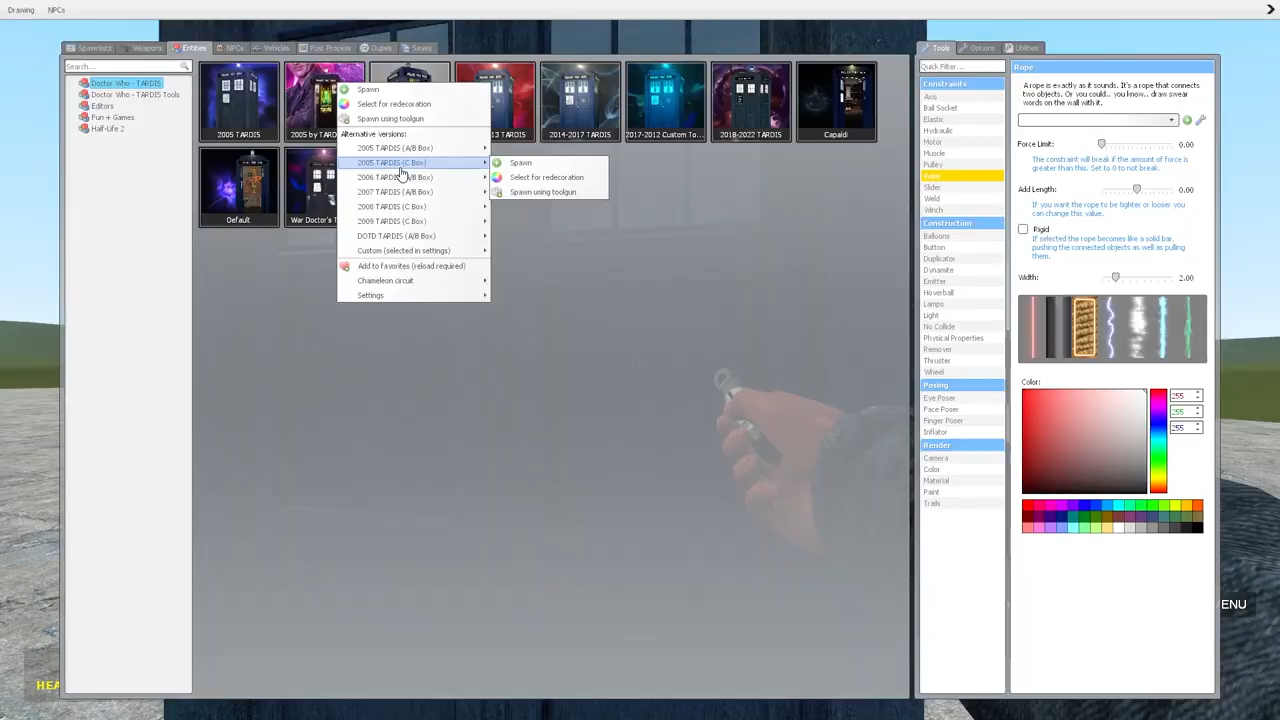 Drawing NPCs
Spawnlists Weapons Entities NPCs Vehicles Post Process Dupes Saves
Search...
Doctor Who - TARDIS
Doctor Who - TARDIS Tools
Editors
Fun + Games
Half-Life 2
2005 TARDIS
2005 by TARD
13 TARDIS
2014-2017 TARDIS
2017-2012 Custom To...
2018-2022 TARDIS
Capaldi
Default
War Doctor's T
Spawn
Select for redecoration
Spawn using toolgun
Alternative versions:
2005 TARDIS (A/B Box)
2005 TARDIS (C Box)
2006 TARDIS (A/B Box)
2007 TARDIS (A/B Box)
2008 TARDIS (C Box)
2009 TARDIS (C Box)
DOTD TARDIS (A/B Box)
Custom (selected in settings)
Add to favorites (reload required)
Chameleon circuit
Settings
Spawn
Select for redecoration
Spawn using toolgun
Tools Options Utilities
Quick Filter...
Constraints
Axis
Ball Socket
Elastic
Hydraulic
Motor
Muscle
Pulley
Rope
Slider
Weld
Winch
Construction
Balloons
Button
Duplicator
Dynamite
Emitter
Hoverball
Lamps
Light
No Collide
Physical Properties
Remover
Thruster
Wheel
Posing
Eye Poser
Face Poser
Finger Poser
Inflator
Render
Camera
Color
Material
Paint
Trails
Rope
A rope is exactly as it sounds. It's a rope that connects
two objects. Or you could.. you know.. draw swear
words on the wall with it.
Force Limit: 0.00
The constraint will break if the amount of force
is greater than this. Set to 0 to not break.
Add Length: 0.00
If you want the rope to be tighter or looser you
can change this value.
Rigid
If selected the rope becomes like a solid bar,
pushing the connected objects as well as pulling
them.
Width: 2.00
Color:
255
255
255
ENU
HEA